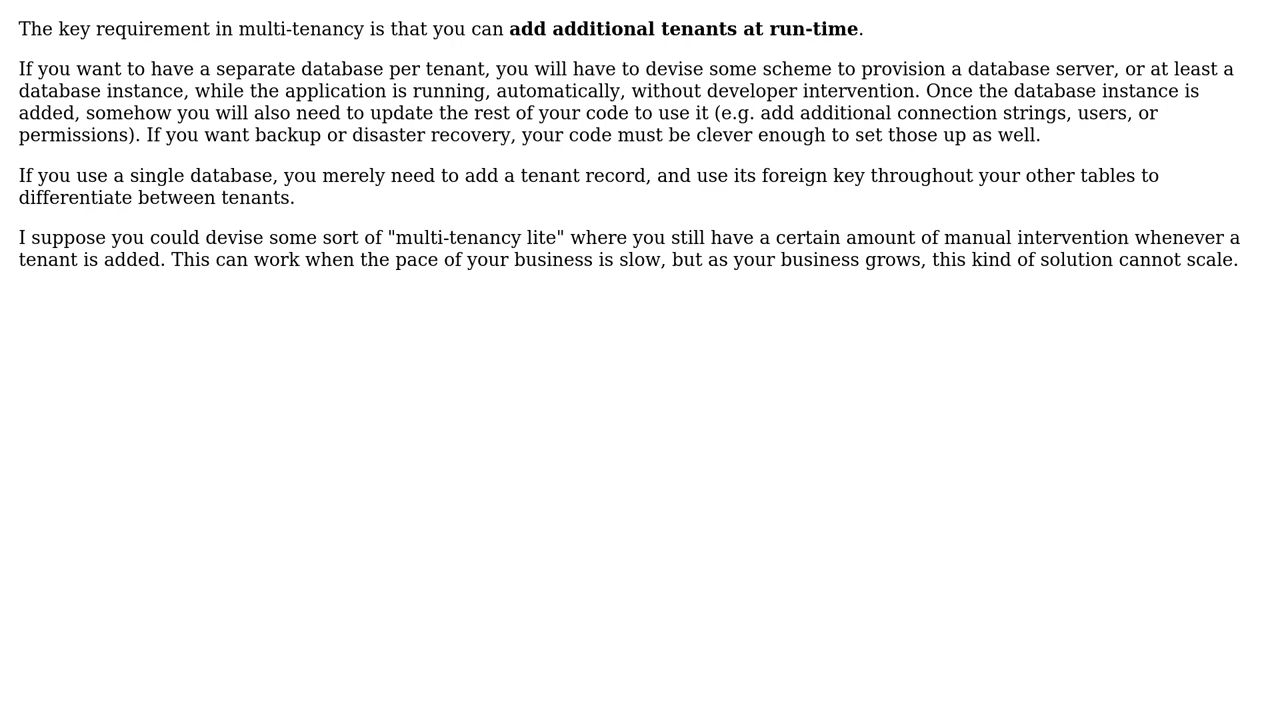 The key requirement in multi-tenancy is that you can add additional tenants at run-time.
If you want to have a separate database per tenant, you will have to devise some scheme to provision a database server, or at least a
database instance, while the application is running, automatically, without developer intervention. Once the database instance is
added, somehow you will also need to update the rest of your code to use it (e.g. add additional connection strings, users, or
permissions). If you want backup or disaster recovery, your code must be clever enough to set those up as well.
If you use a single database, you merely need to add a tenant record, and use its foreign key throughout your other tables to
differentiate between tenants.
I suppose you could devise some sort of "multi-tenancy lite" where you still have a certain amount of manual intervention whenever a
tenant is added. This can work when the pace of your business is slow, but as your business grows, this kind of solution cannot scale.